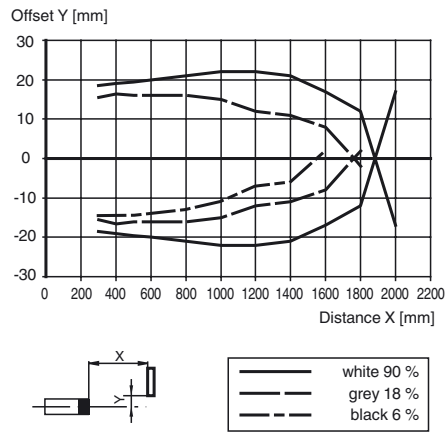 Offset Y [mm]
30
20
10
0
-10
-20
-30
0 200 400 600 800 1000 1200 1400 1600 1800 2000 2200
Distance X [mm]
X
Y
white 90 %
grey 18 %
black 6 %